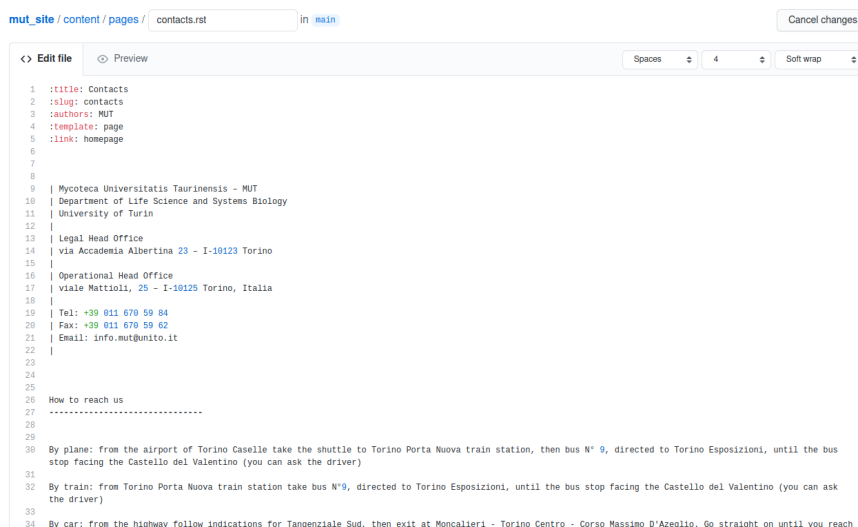 mut_site / content / pages / contacts.rst in main Cancel changes
<> Edit file Preview Spaces 4 Soft wrap
1 :title: Contacts
2 :slug: contacts
3 :authors: MUT
4 :template: page
5 :link: homepage
6
7
8
9 | Mycoteca Universitatis Taurinensis – MUT
10 | Department of Life Science and Systems Biology
11 | University of Turin
12 |
13 | Legal Head Office
14 | via Accademia Albertina 23 – I-10123 Torino
15 |
16 | Operational Head Office
17 | viale Mattioli, 25 – I-10125 Torino, Italia
18 |
19 | Tel: +39 011 670 59 84
20 | Fax: +39 011 670 59 62
21 | Email: info.mut@unito.it
22 |
23
24
25
26 How to reach us
27 -------------------------------
28
29
30 By plane: from the airport of Torino Caselle take the shuttle to Torino Porta Nuova train station, then bus N° 9, directed to Torino Esposizioni, until the bus
stop facing the Castello del Valentino (you can ask the driver)
31
32 By train: from Torino Porta Nuova train station take bus N°9, directed to Torino Esposizioni, until the bus stop facing the Castello del Valentino (you can ask
the driver)
33
34 By car: from the highway follow indications for Tangenziale Sud, then exit at Moncalieri - Torino Centro - Corso Massimo D'Azeglio. Go straight on until you reach